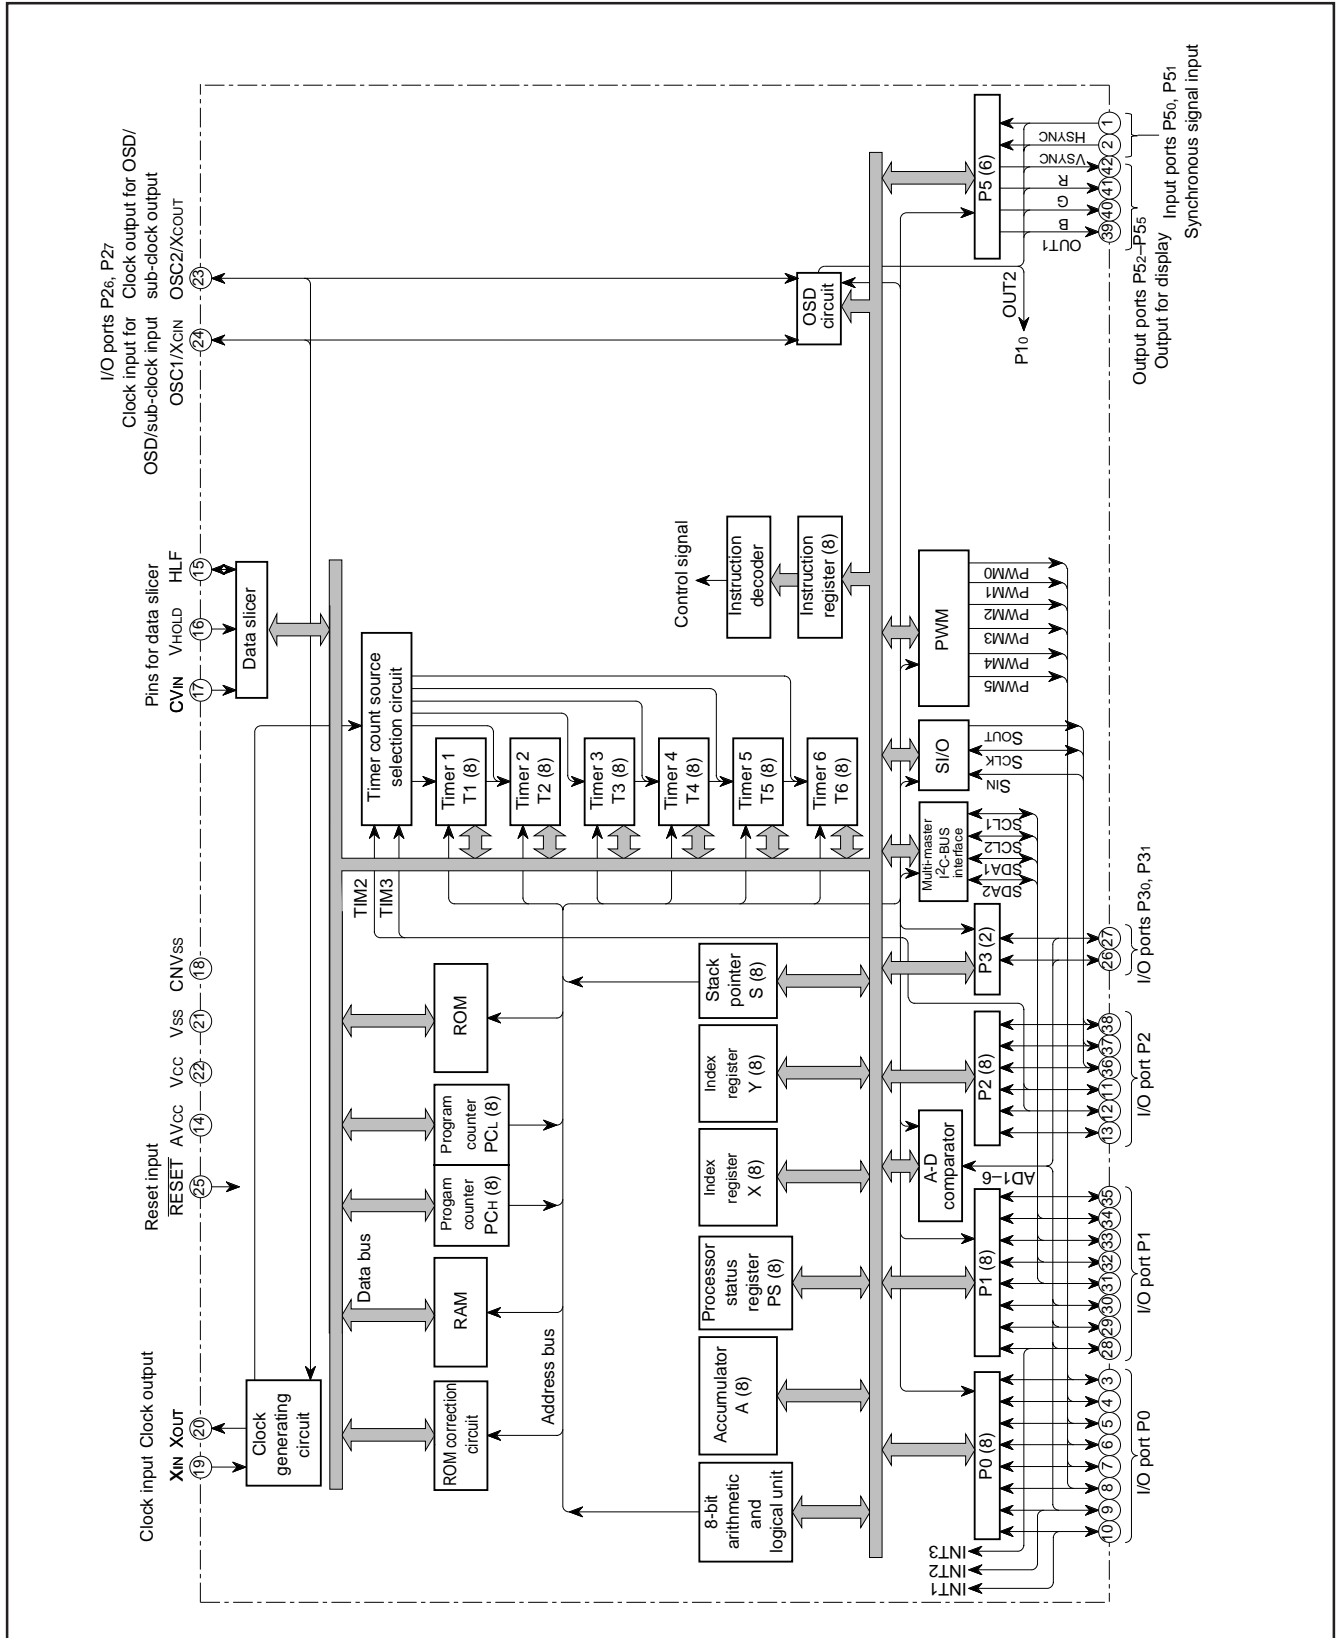 Clock input
Clock output
XIN
XOUT
19
20
Reset input
RESET
25
AVCC
14
VCC
22
VSS
21
CNVSS
18
Pins for data slicer
CVIN
VHOLD
HLF
17
16
15
I/O ports P26, P27
Clock input for
OSD/sub-clock input
OSC1/XCIN
24
Clock output for OSD/
sub-clock output
OSC2/XCOUT
23
Clock
generating
circuit
Data slicer
Data bus
ROM correction
circuit
RAM
Progam
counter
PCH (8)
Program
counter
PCL (8)
ROM
TIM2
TIM3
Timer count source
selection circuit
Timer 1
T1 (8)
Timer 2
T2 (8)
Timer 3
T3 (8)
Timer 4
T4 (8)
Timer 5
T5 (8)
Timer 6
T6 (8)
Address bus
8-bit
arithmetic
and
logical unit
Accumulator
A (8)
Processor
status
register
PS (8)
Index
register
X (8)
Index
register
Y (8)
Stack
pointer
S (8)
Control signal
Instruction
decoder
Instruction
register (8)
OSD
circuit
A-D
comparator
Multi-master
I2C-BUS
interface
SI/O
PWM
P0 (8)
P1 (8)
P2 (8)
P3 (2)
P5 (6)
INT1
INT2
INT3
AD1–6
SDA2
SDA1
SCL2
SCL1
SIN
SCLK
SOUT
PWM5
PWM4
PWM3
PWM2
PWM1
PWM0
P10
OUT2
OUT1
B
G
R
VSYNC
HSYNC
10
9
8
7
6
5
4
3
28
29
30
31
32
33
34
35
13
12
11
36
37
38
26
27
39
40
41
42
2
1
I/O port P0
I/O port P1
I/O port P2
I/O ports P30, P31
Output ports P52–P55
Output for display
Input ports P50, P51
Synchronous signal input